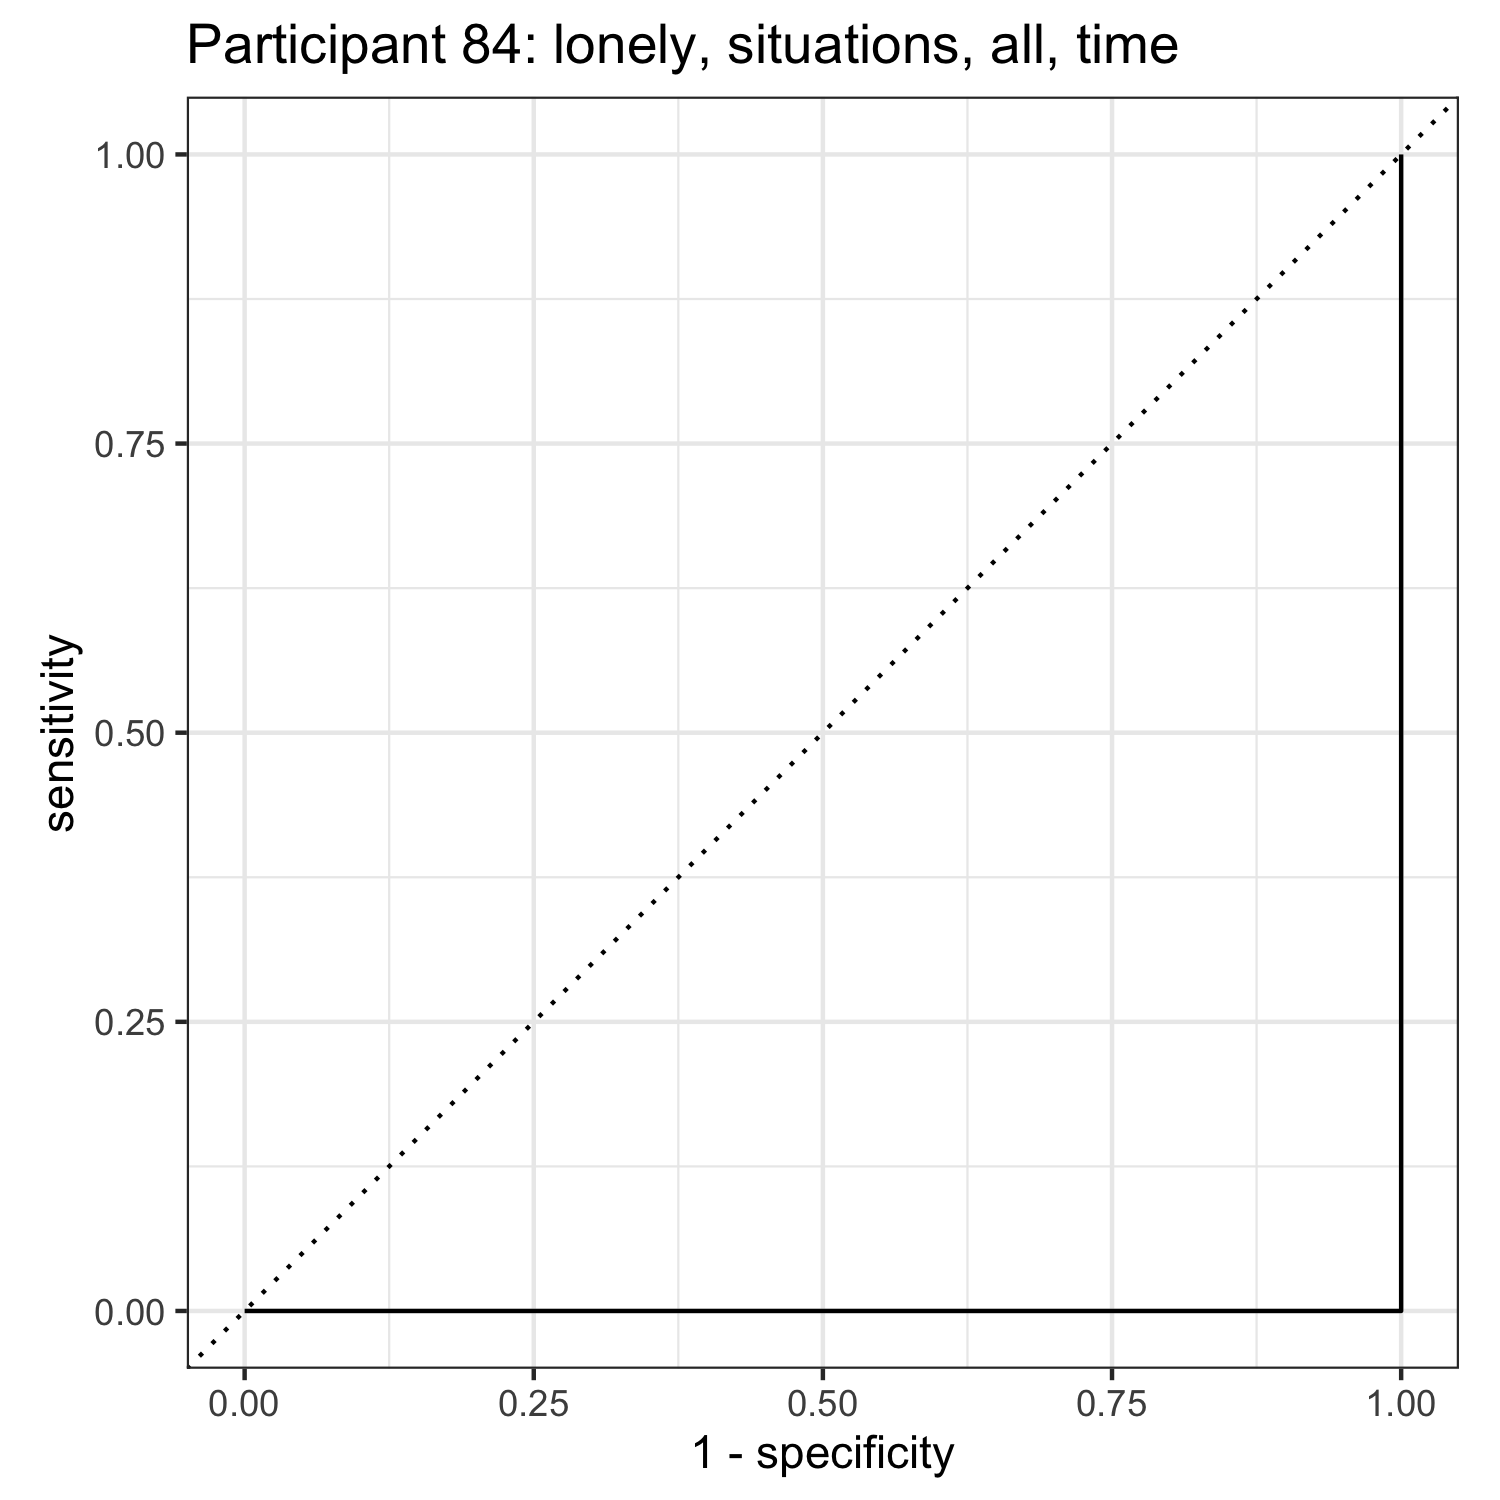 Participant 84: lonely, situations, all, time
1.00
0.75
0.50
0.25
0.00
sensitivity
0.00 0.25 0.50 0.75 1.00
1 - specificity